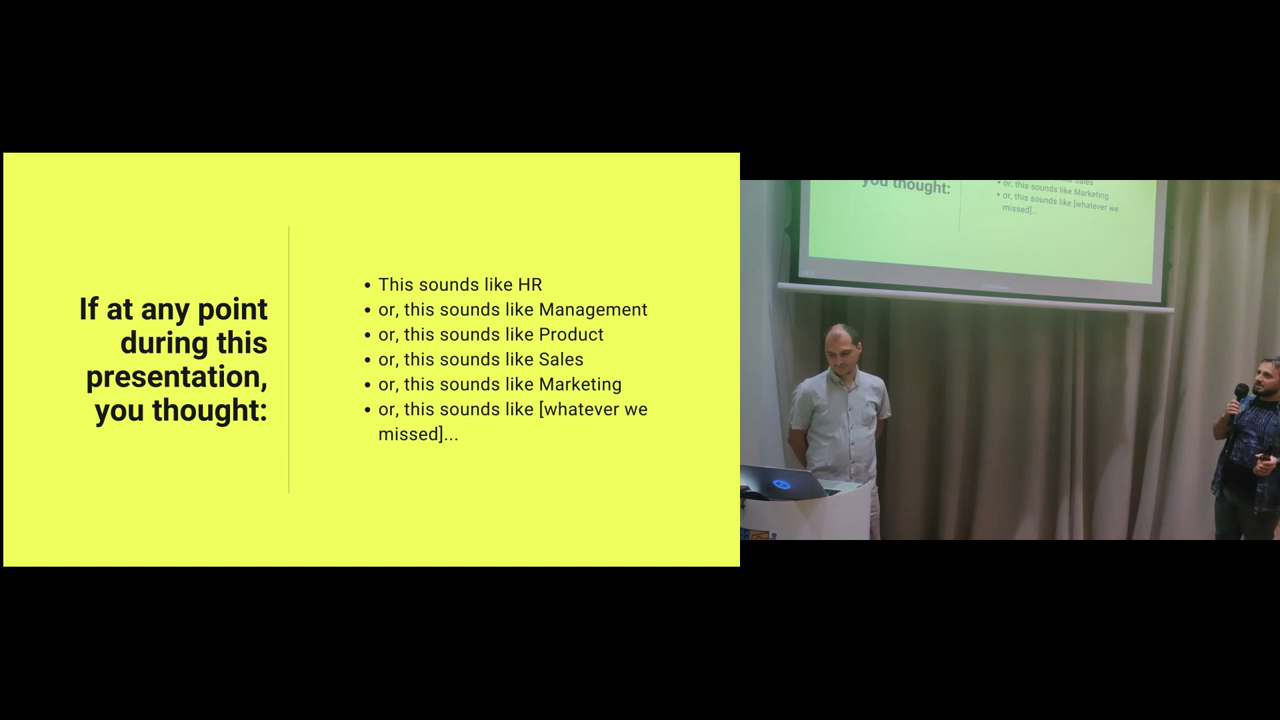 If at any point
during this
presentation,
you thought:
This sounds like HR
or, this sounds like Management
or, this sounds like Product
or, this sounds like Sales
or, this sounds like Marketing
or, this sounds like [whatever we
missed]...
you thought:
Sales
• or, this sounds like Marketing
• or, this sounds like [whatever we
missed]...